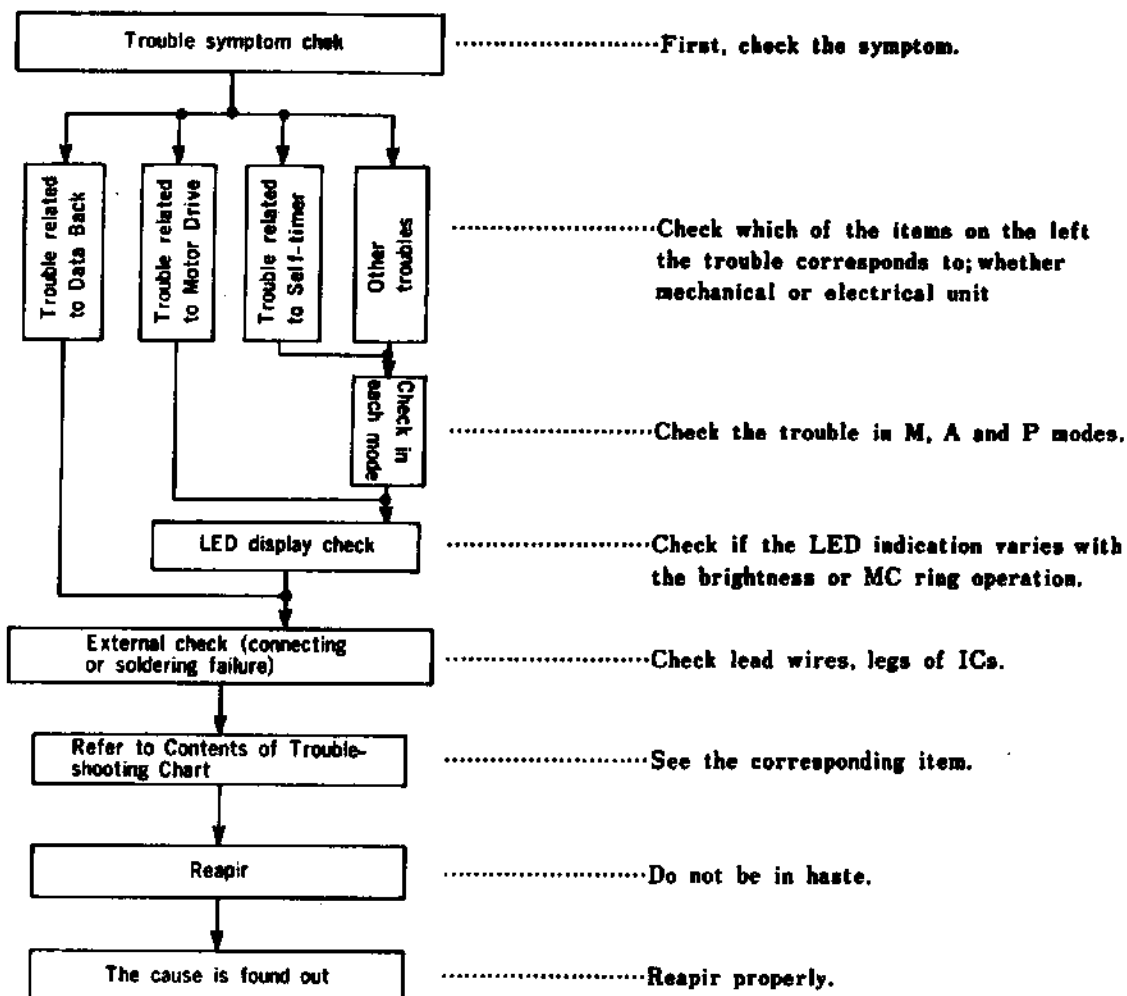 Trouble symptom chek
First, check the symptom.
Trouble related
to Data Back
Trouble related
to Motor Drive
Trouble related
to Self-timer
Other
troubles
Check which of the items on the left
the trouble corresponds to; whether
mechanical or electrical unit
Check in
each mode
Check the trouble in M, A and P modes.
LED display check
Check if the LED indication varies with
the brightness or MC ring operation.
External check (connecting
or soldering failure)
Check lead wires, legs of ICs.
Refer to Contents of Trouble-
shooting Chart
See the corresponding item.
Reapir
Do not be in haste.
The cause is found out
Reapir properly.